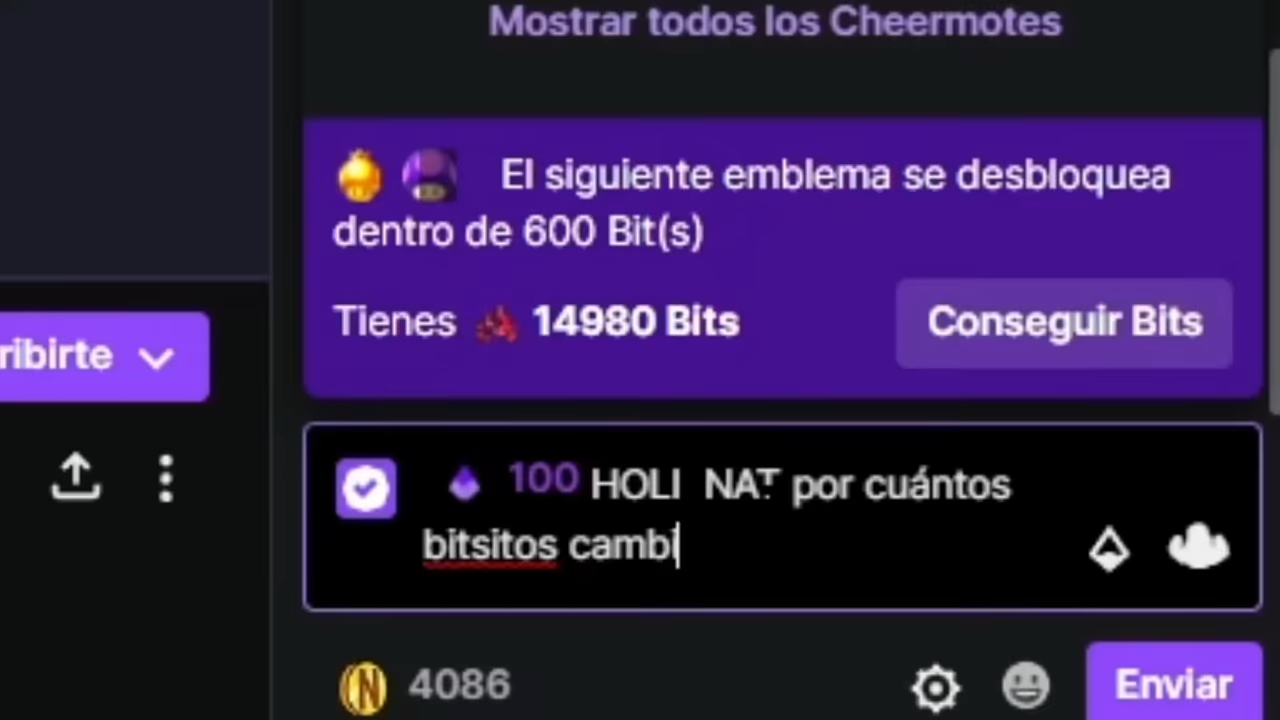 Mostrar todos los Cheermotes
El siguiente emblema se desbloquea
dentro de 600 Bit(s)
Tienes 14980 Bits
Conseguir Bits
ribirte
100 HOLI NAT por cuántos
bitsitos cambi
4086
Enviar